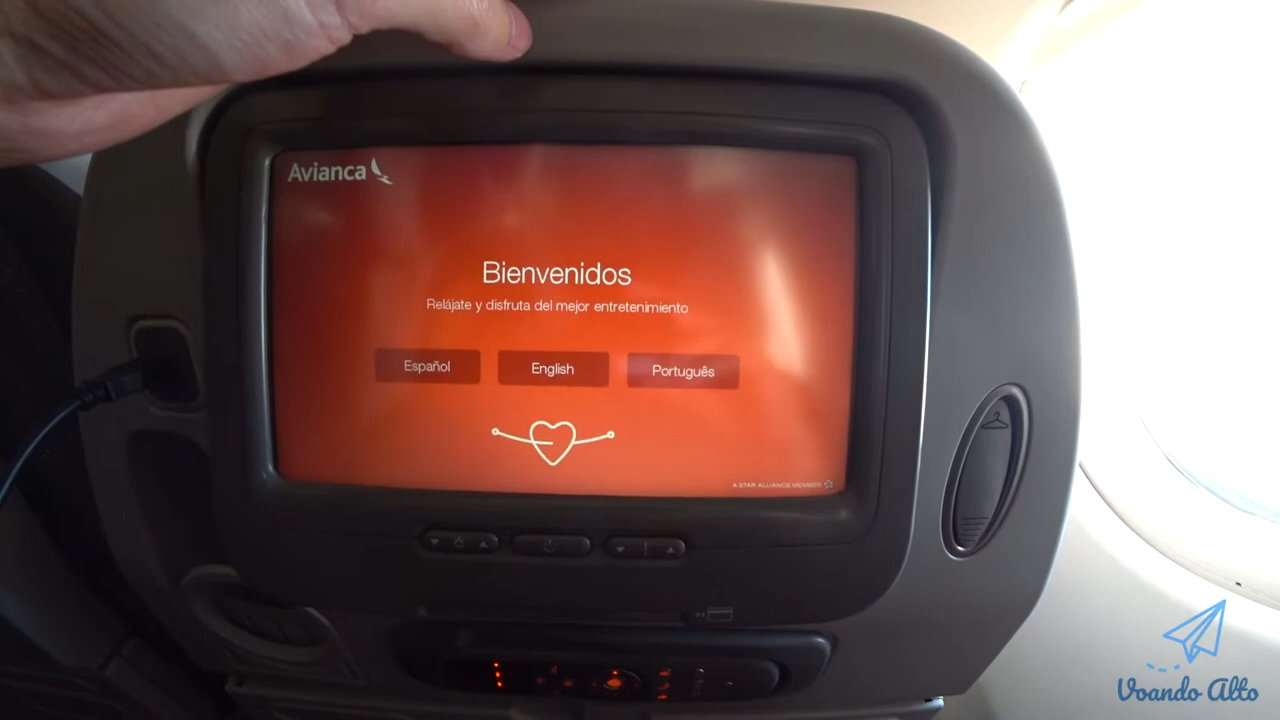 Avianca
Bienvenidos
Relájate y disfruta del mejor entretenimiento
Español
English
Português
A STAR ALLIANCE MEMBER
Voando Alto